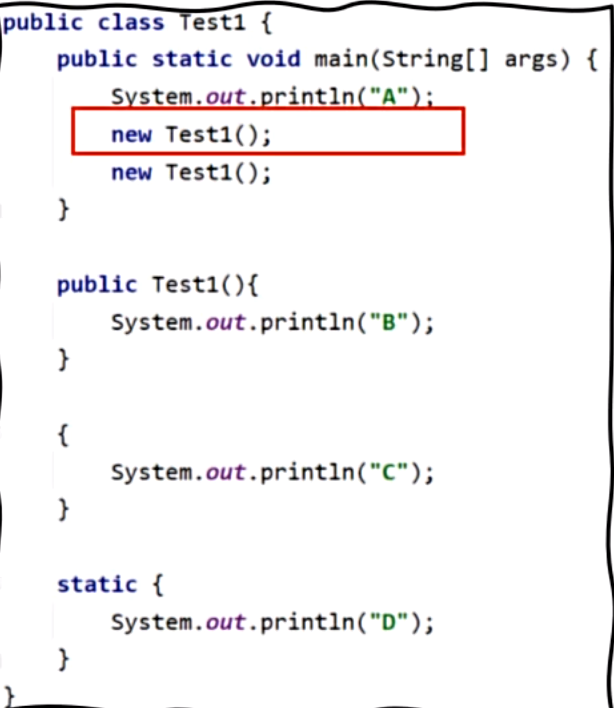 public class Test1 {
    public static void main(String[] args) {
        System.out.println("A");
        new Test1();
        new Test1();
    }

    public Test1(){
        System.out.println("B");
    }

    {
        System.out.println("C");
    }

    static {
        System.out.println("D");
    }
}